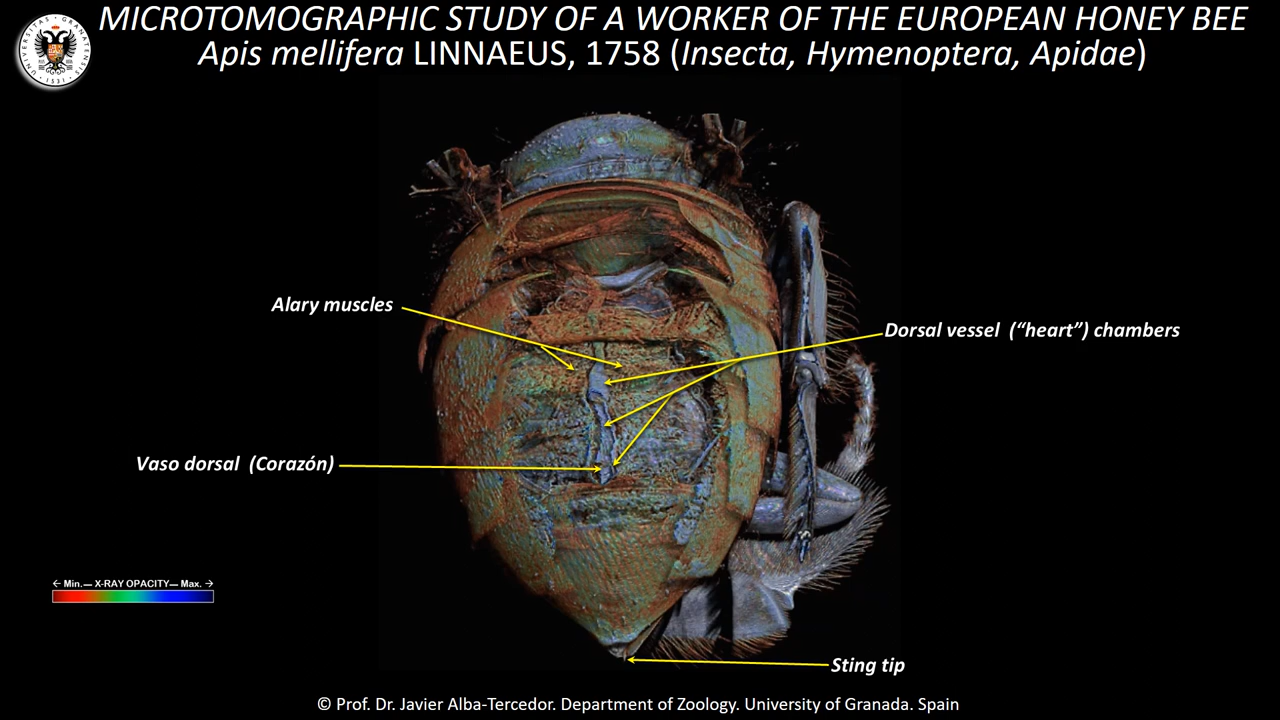 MICROTOMOGRAPHIC STUDY OF A WORKER OF THE EUROPEAN HONEY BEE
Apis mellifera LINNAEUS, 1758 (Insecta, Hymenoptera, Apidae)
Alary muscles
Dorsal vessel (“heart”) chambers
Vaso dorsal (Corazón)
← Min.— X-RAY OPACITY— Max. →
Sting tip
© Prof. Dr. Javier Alba-Tercedor. Department of Zoology. University of Granada. Spain